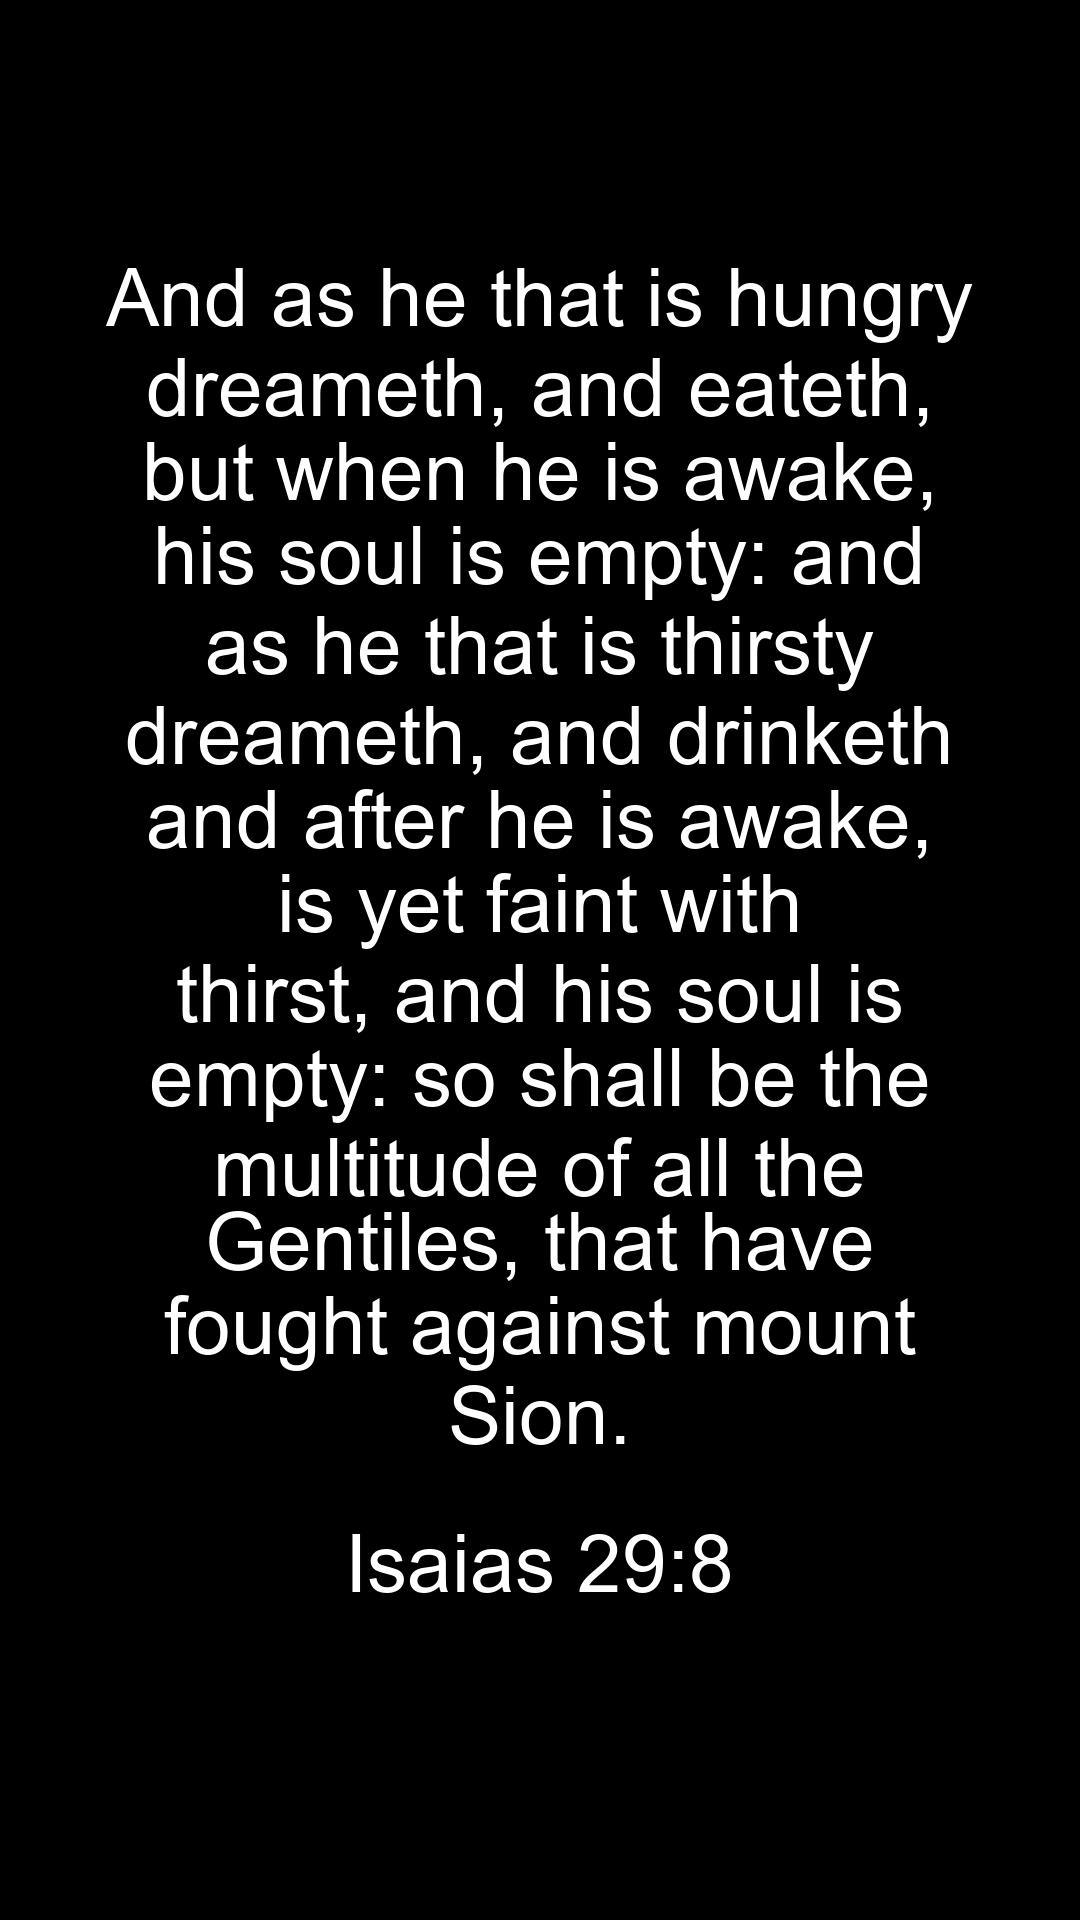 And as he that is hungry
dreameth, and eateth,
but when he is awake,
his soul is empty: and
as he that is thirsty
dreameth, and drinketh
and after he is awake,
is yet faint with
thirst, and his soul is
empty: so shall be the
multitude of all the
Gentiles, that have
fought against mount
Sion.
Isaias 29:8